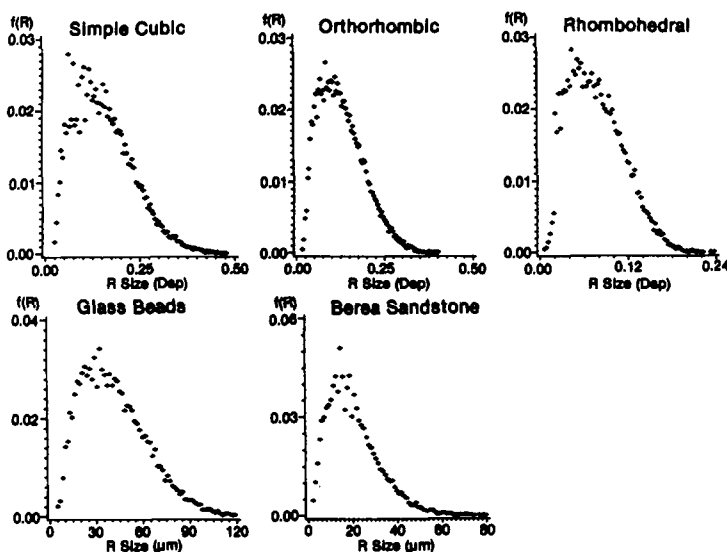 f(R) Simple Cubic
0.03
0.02
0.01
0.00
0.00 0.25 0.50
R Size (Dap)
f(R) Orthorhombic
0.03
0.02
0.01
0.00
0.00 0.25 0.50
R Size (Dap)
f(R) Rhombohedral
0.03
0.02
0.01
0.00
0.00 0.12 0.24
R Size (Dap)
f(R) Glass Beads
0.04
0.02
0.00
0 30 60 90 120
R Size (μm)
f(R) Berea Sandstone
0.06
0.03
0.00
0 20 40 60 80
R Size (μm)